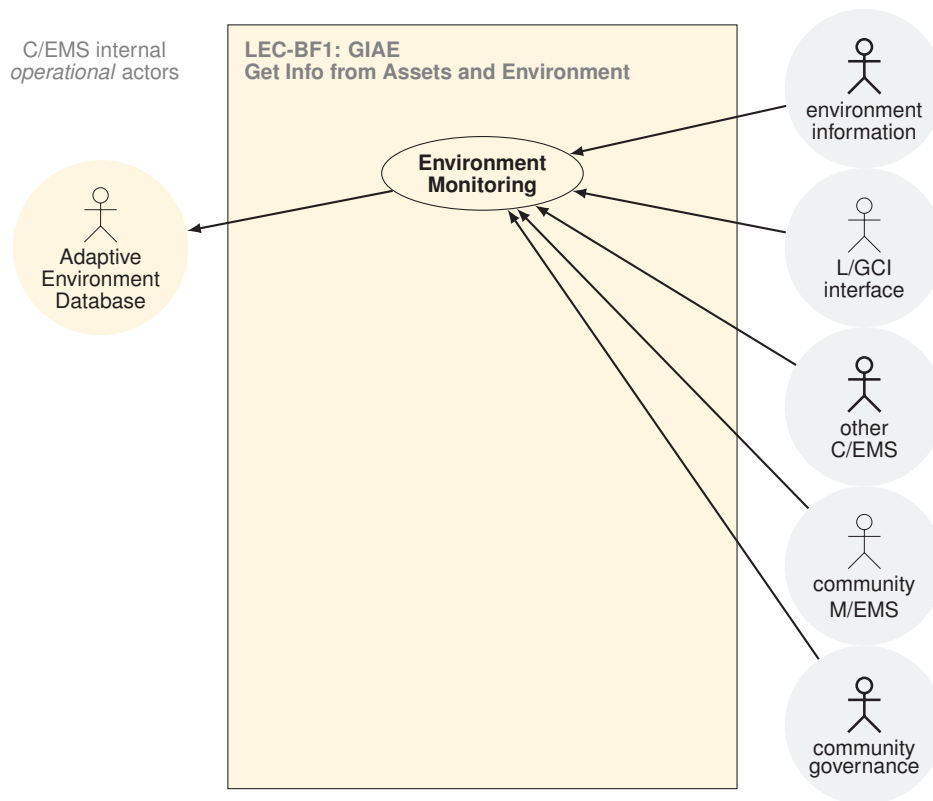 C/EMS internal
operational actors
LEC-BF1: GIAE
Get Info from Assets and Environment
environment
information
Environment
Monitoring
Adaptive
Environment
Database
L/GCI
interface
other
C/EMS
community
M/EMS
community
governance